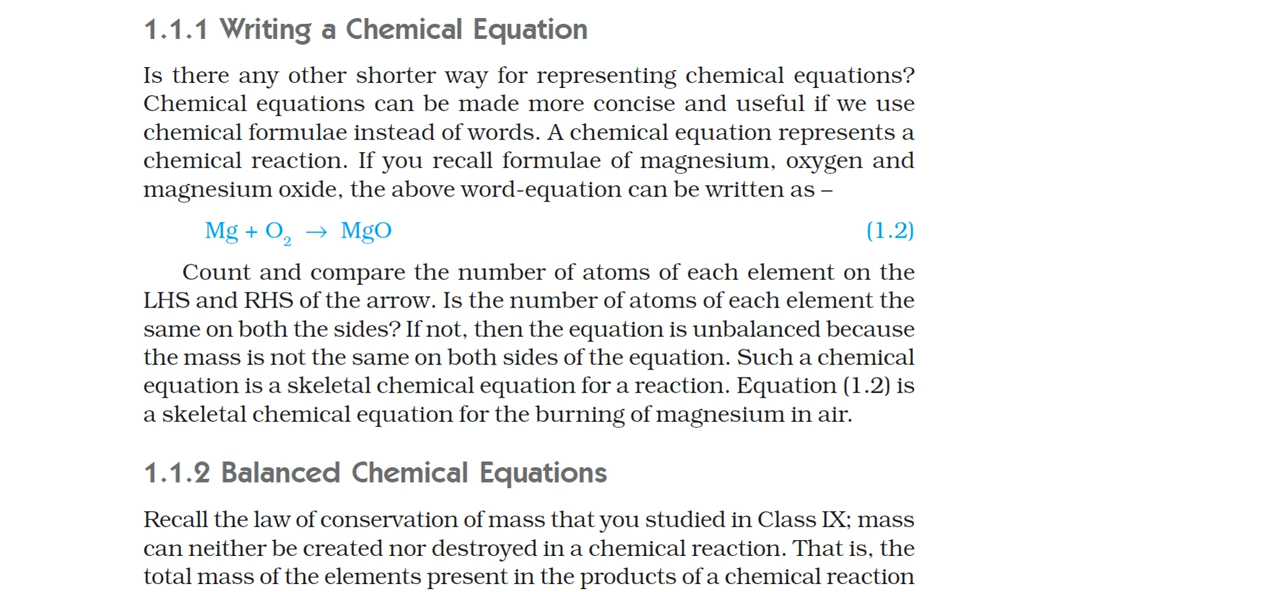 1.1.1 Writing a Chemical Equation
Is there any other shorter way for representing chemical equations?
Chemical equations can be made more concise and useful if we use
chemical formulae instead of words. A chemical equation represents a
chemical reaction. If you recall formulae of magnesium, oxygen and
magnesium oxide, the above word-equation can be written as –
Mg + O₂ → MgO (1.2)
Count and compare the number of atoms of each element on the
LHS and RHS of the arrow. Is the number of atoms of each element the
same on both the sides? If not, then the equation is unbalanced because
the mass is not the same on both sides of the equation. Such a chemical
equation is a skeletal chemical equation for a reaction. Equation (1.2) is
a skeletal chemical equation for the burning of magnesium in air.
1.1.2 Balanced Chemical Equations
Recall the law of conservation of mass that you studied in Class IX; mass
can neither be created nor destroyed in a chemical reaction. That is, the
total mass of the elements present in the products of a chemical reaction